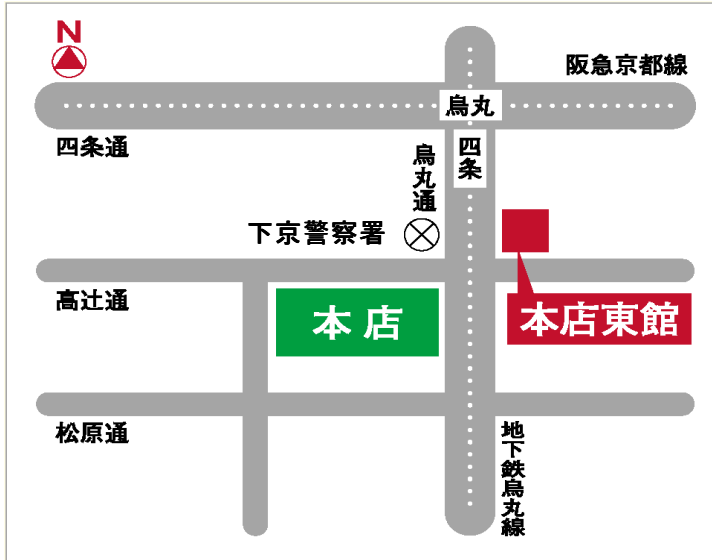 N
阪急京都線
烏丸
四条通
四条
烏丸通
下京警察署
高辻通
本店
本店東館
松原通
地下鉄烏丸線